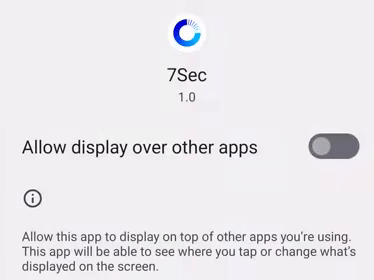 7Sec
1.0
Allow display over other apps
Allow this app to display on top of other apps you're using.
This app will be able to see where you tap or change what's
displayed on the screen.